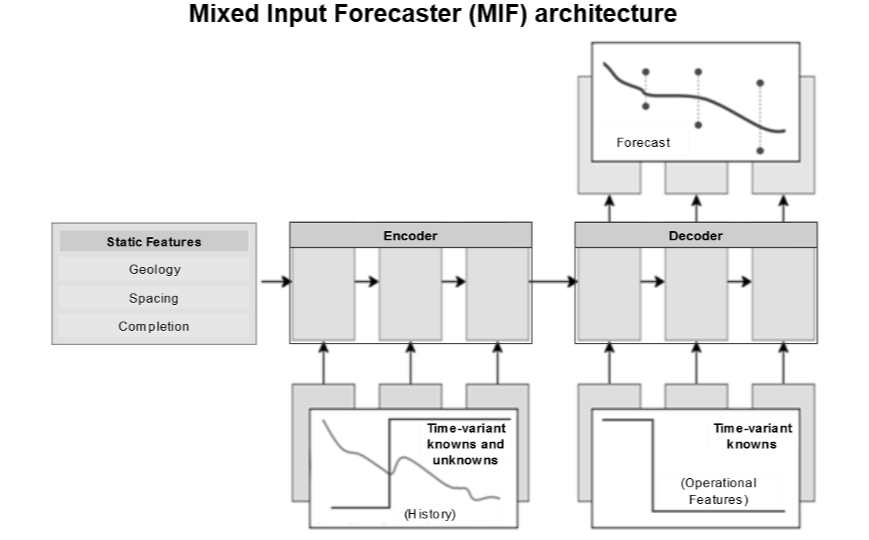 Mixed Input Forecaster (MIF) architecture
Forecast
Static Features
Geology
Spacing
Completion
Encoder
Decoder
Time-variant
knowns and
unknowns
(History)
Time-variant
knowns
(Operational
Features)